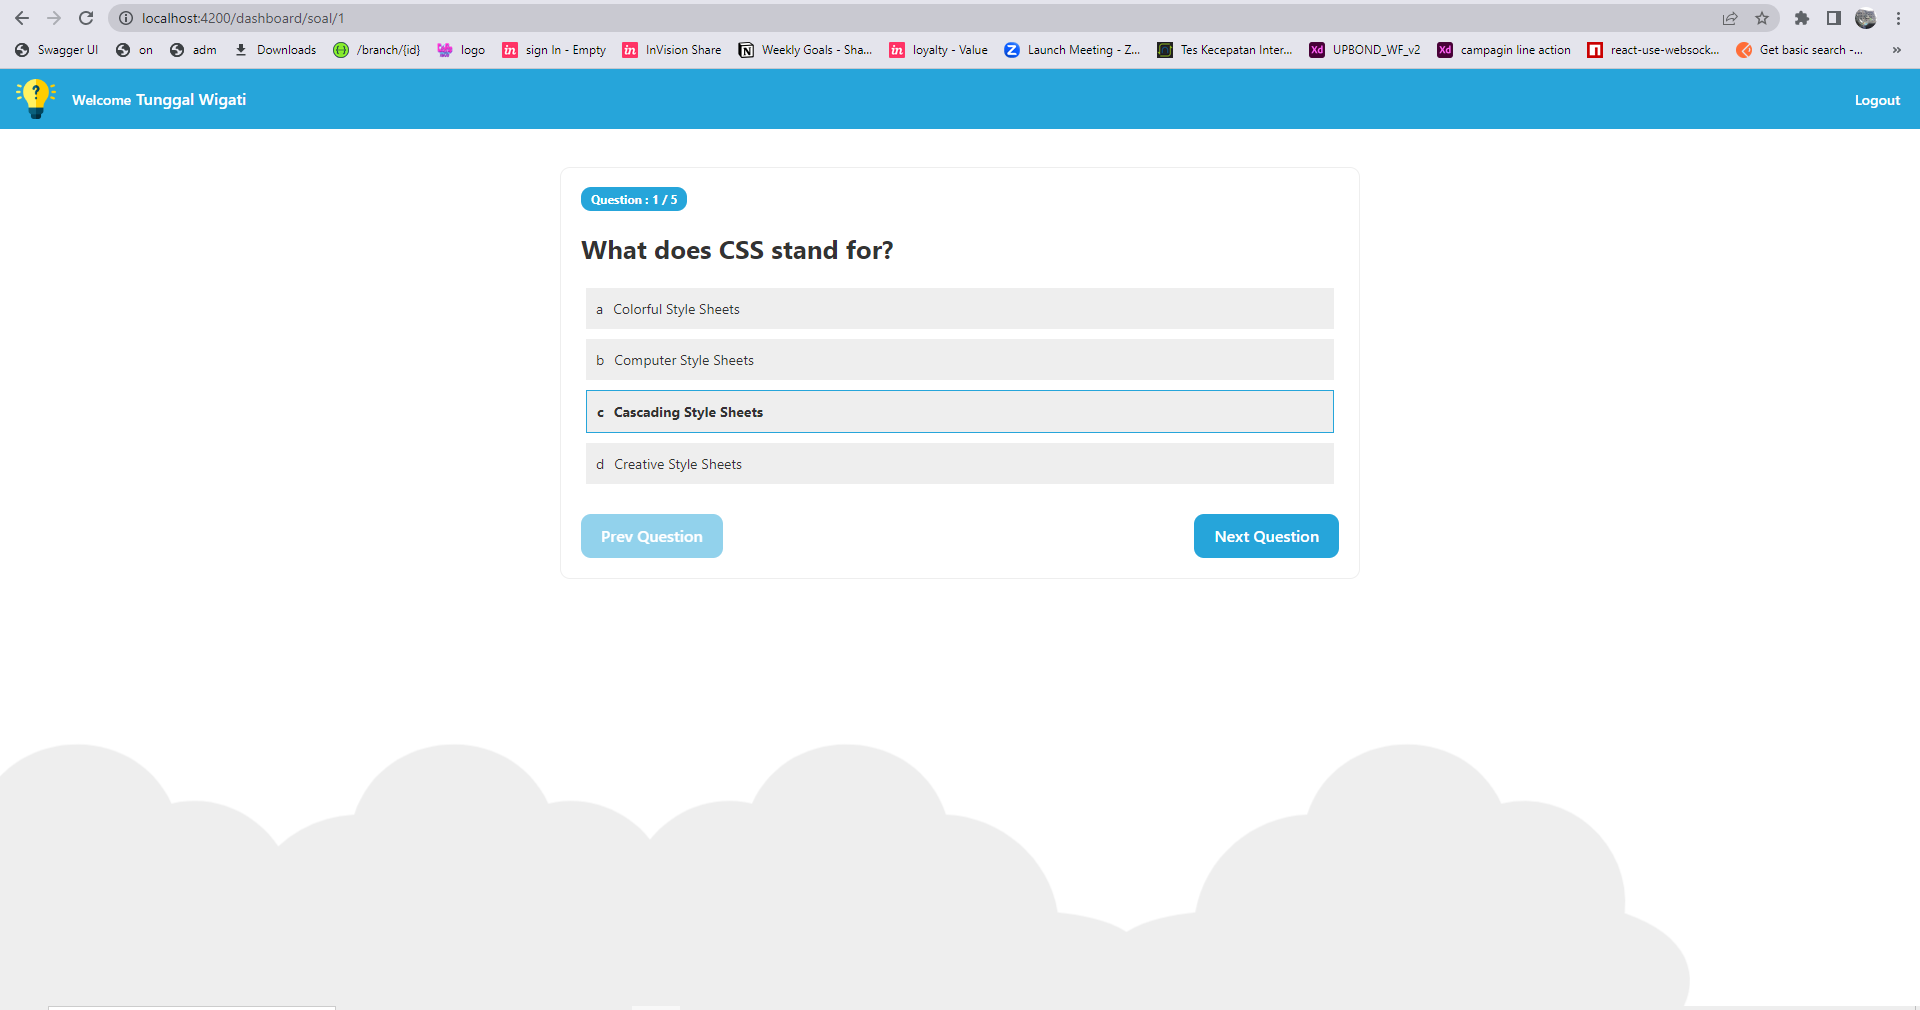 localhost:4200/dashboard/soal/1
Swagger UI on adm Downloads /branch/{id} logo sign In - Empty InVision Share Weekly Goals - Sha... loyalty - Value Launch Meeting - Z... Tes Kecepatan Inter... UPBOND_WF_v2 campagin line action react-use-websock... Get basic search -... »
Welcome Tunggal Wigati Logout
Question : 1 / 5
What does CSS stand for?
a Colorful Style Sheets
b Computer Style Sheets
c Cascading Style Sheets
d Creative Style Sheets
Prev Question Next Question